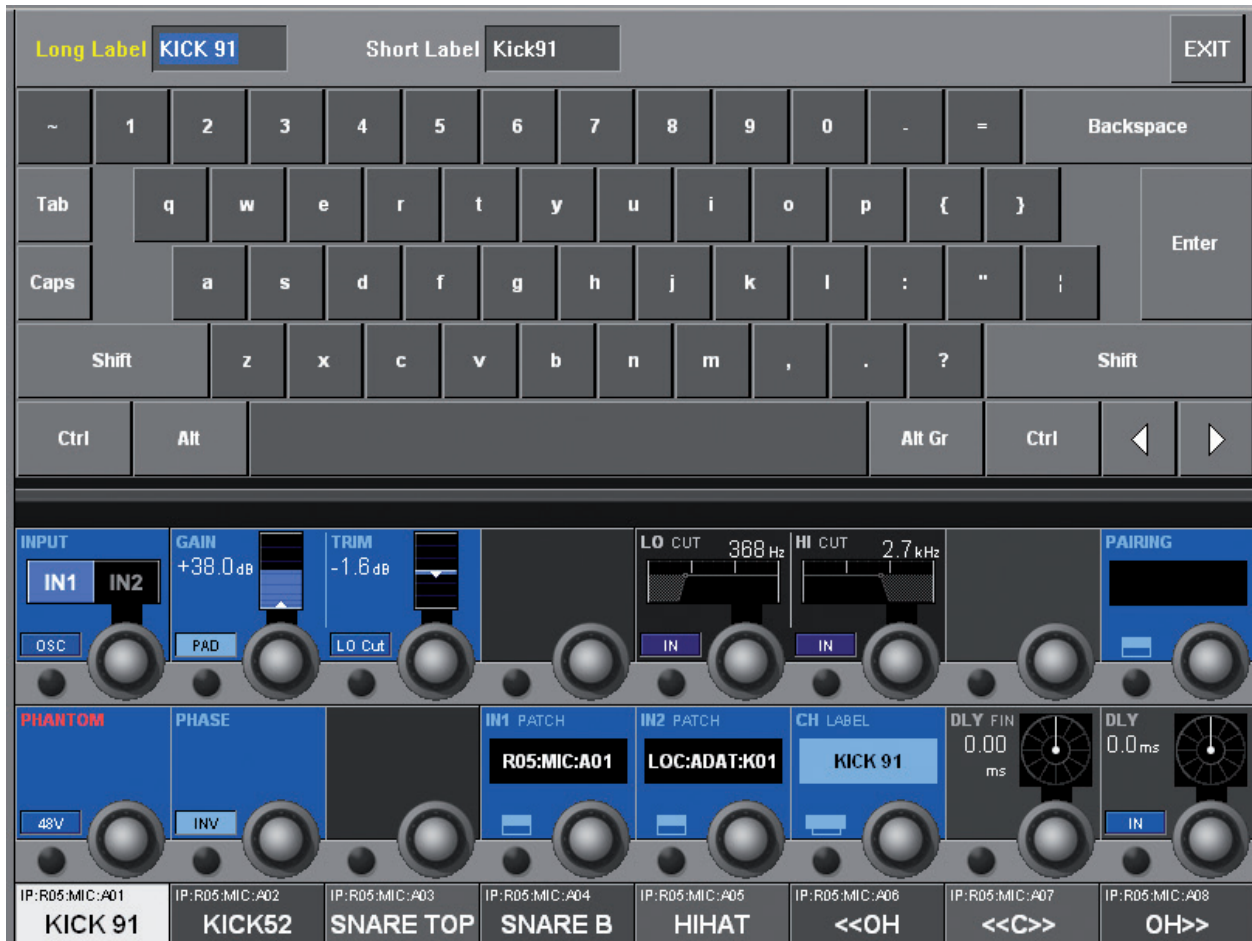 Long Label KICK 91 Short Label Kick91 EXIT
~ 1 2 3 4 5 6 7 8 9 0 - = Backspace
Tab q w e r t y u i o p { }
Enter
Caps a s d f g h j k l : " ¦
Shift z x c v b n m , . ? Shift
Ctrl Alt Alt Gr Ctrl
INPUT GAIN TRIM LO CUT 368 Hz HI CUT 2.7 kHz PAIRING
IN1 IN2 +38.0 dB -1.6 dB
OSC PAD LO Cut IN IN
PHANTOM PHASE IN1 PATCH IN2 PATCH CH LABEL DLY FIN DLY
R05:MIC:A01 LOC:ADAT:K01 KICK 91 0.00 ms 0.0 ms
48V INV IN
IP:R05:MIC:A01 IP:R05:MIC:A02 IP:R05:MIC:A03 IP:R05:MIC:A04 IP:R05:MIC:A05 IP:R05:MIC:A06 IP:R05:MIC:A07 IP:R05:MIC:A08
KICK 91 KICK52 SNARE TOP SNARE B HIHAT <<OH <<C>> OH>>